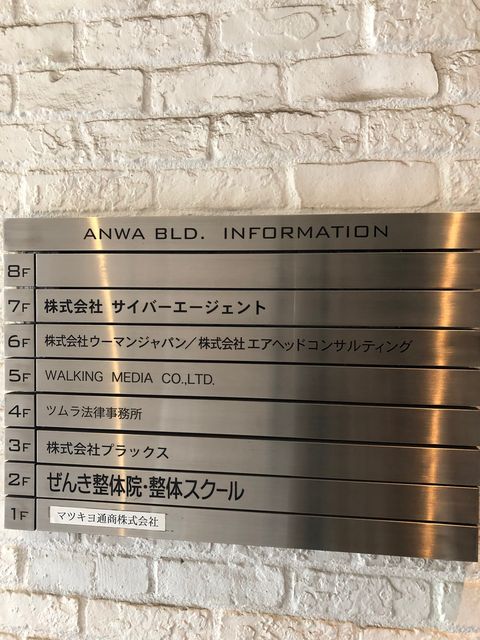 ANWA BLD. INFORMATION
8F
7F 株式会社 サイバーエージェント
6F 株式会社ウーマンジャパン／株式会社エアヘッドコンサルティング
5F WALKING MEDIA CO.,LTD.
4F ツムラ法律事務所
3F 株式会社プラックス
2F ぜんき整体院・整体スクール
1F マツキヨ通商株式会社